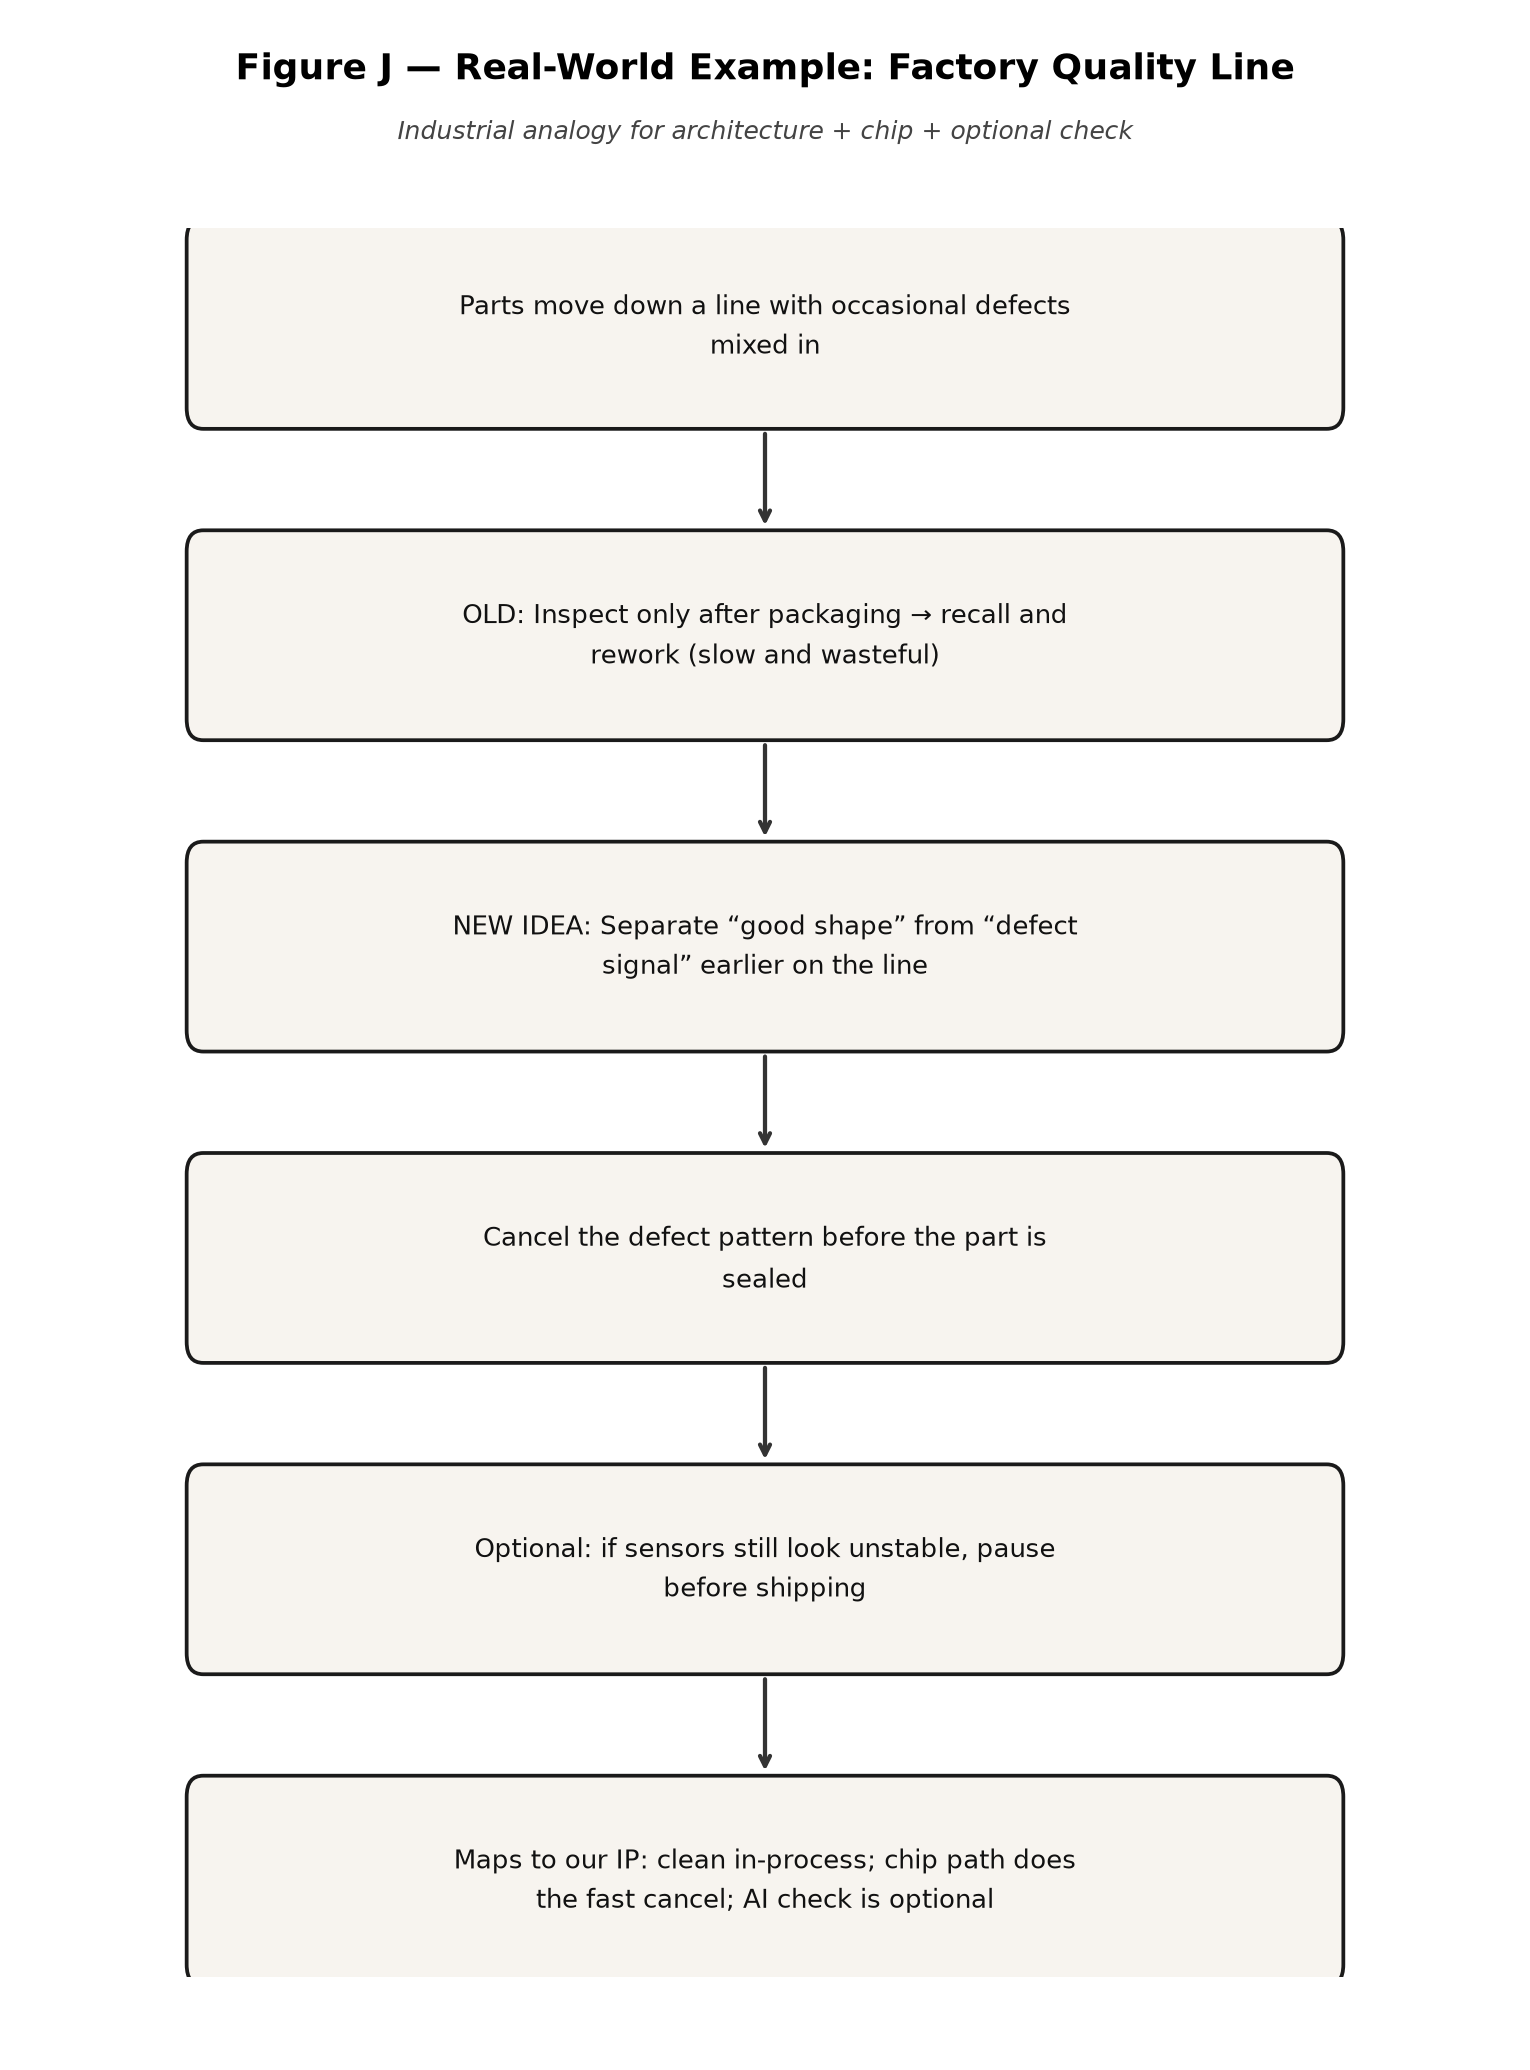 Figure J — Real-World Example: Factory Quality Line
Industrial analogy for architecture + chip + optional check
Parts move down a line with occasional defects
mixed in
OLD: Inspect only after packaging → recall and
rework (slow and wasteful)
NEW IDEA: Separate “good shape” from “defect
signal” earlier on the line
Cancel the defect pattern before the part is
sealed
Optional: if sensors still look unstable, pause
before shipping
Maps to our IP: clean in-process; chip path does
the fast cancel; AI check is optional